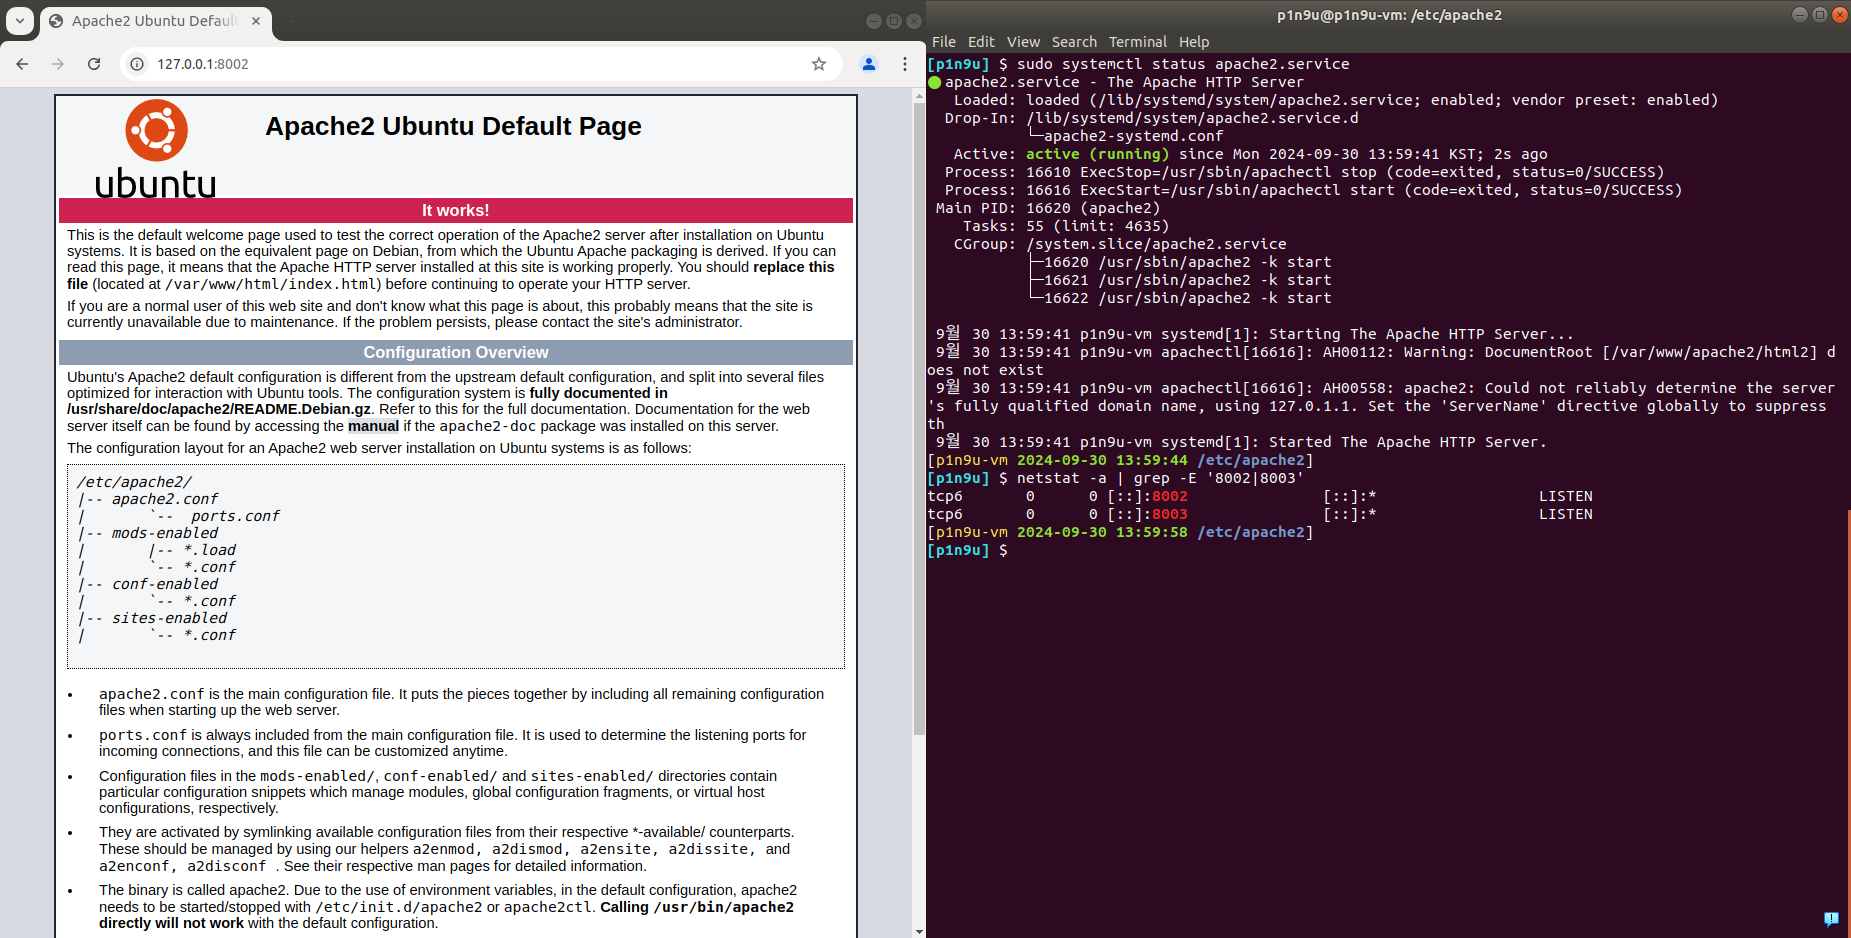 Apache2 Ubuntu Defaul
127.0.0.1:8002
ubuntu
Apache2 Ubuntu Default Page
It works!
This is the default welcome page used to test the correct operation of the Apache2 server after installation on Ubuntu
systems. It is based on the equivalent page on Debian, from which the Ubuntu Apache packaging is derived. If you can
read this page, it means that the Apache HTTP server installed at this site is working properly. You should replace this
file (located at /var/www/html/index.html) before continuing to operate your HTTP server.
If you are a normal user of this web site and don't know what this page is about, this probably means that the site is
currently unavailable due to maintenance. If the problem persists, please contact the site's administrator.
Configuration Overview
Ubuntu's Apache2 default configuration is different from the upstream default configuration, and split into several files
optimized for interaction with Ubuntu tools. The configuration system is fully documented in
/usr/share/doc/apache2/README.Debian.gz. Refer to this for the full documentation. Documentation for the web
server itself can be found by accessing the manual if the apache2-doc package was installed on this server.
The configuration layout for an Apache2 web server installation on Ubuntu systems is as follows:
/etc/apache2/
|-- apache2.conf
|       `--  ports.conf
|-- mods-enabled
|       |-- *.load
|       `-- *.conf
|-- conf-enabled
|       `-- *.conf
|-- sites-enabled
|       `-- *.conf
• apache2.conf is the main configuration file. It puts the pieces together by including all remaining configuration
files when starting up the web server.
• ports.conf is always included from the main configuration file. It is used to determine the listening ports for
incoming connections, and this file can be customized anytime.
• Configuration files in the mods-enabled/, conf-enabled/ and sites-enabled/ directories contain
particular configuration snippets which manage modules, global configuration fragments, or virtual host
configurations, respectively.
• They are activated by symlinking available configuration files from their respective *-available/ counterparts.
These should be managed by using our helpers a2enmod, a2dismod, a2ensite, a2dissite, and
a2enconf, a2disconf . See their respective man pages for detailed information.
• The binary is called apache2. Due to the use of environment variables, in the default configuration, apache2
needs to be started/stopped with /etc/init.d/apache2 or apache2ctl. Calling /usr/bin/apache2
directly will not work with the default configuration.
p1n9u@p1n9u-vm: /etc/apache2
File Edit View Search Terminal Help
[p1n9u] $ sudo systemctl status apache2.service
● apache2.service - The Apache HTTP Server
   Loaded: loaded (/lib/systemd/system/apache2.service; enabled; vendor preset: enabled)
  Drop-In: /lib/systemd/system/apache2.service.d
           └─apache2-systemd.conf
   Active: active (running) since Mon 2024-09-30 13:59:41 KST; 2s ago
  Process: 16610 ExecStop=/usr/sbin/apachectl stop (code=exited, status=0/SUCCESS)
  Process: 16616 ExecStart=/usr/sbin/apachectl start (code=exited, status=0/SUCCESS)
 Main PID: 16620 (apache2)
    Tasks: 55 (limit: 4635)
   CGroup: /system.slice/apache2.service
           ├─16620 /usr/sbin/apache2 -k start
           ├─16621 /usr/sbin/apache2 -k start
           └─16622 /usr/sbin/apache2 -k start
 9월 30 13:59:41 p1n9u-vm systemd[1]: Starting The Apache HTTP Server...
 9월 30 13:59:41 p1n9u-vm apachectl[16616]: AH00112: Warning: DocumentRoot [/var/www/apache2/html2] d
oes not exist
 9월 30 13:59:41 p1n9u-vm apachectl[16616]: AH00558: apache2: Could not reliably determine the server
's fully qualified domain name, using 127.0.1.1. Set the 'ServerName' directive globally to suppress
th
 9월 30 13:59:41 p1n9u-vm systemd[1]: Started The Apache HTTP Server.
[p1n9u-vm 2024-09-30 13:59:44 /etc/apache2]
[p1n9u] $ netstat -a | grep -E '8002|8003'
tcp6       0      0 [::]:8002               [::]:*                  LISTEN
tcp6       0      0 [::]:8003               [::]:*                  LISTEN
[p1n9u-vm 2024-09-30 13:59:58 /etc/apache2]
[p1n9u] $